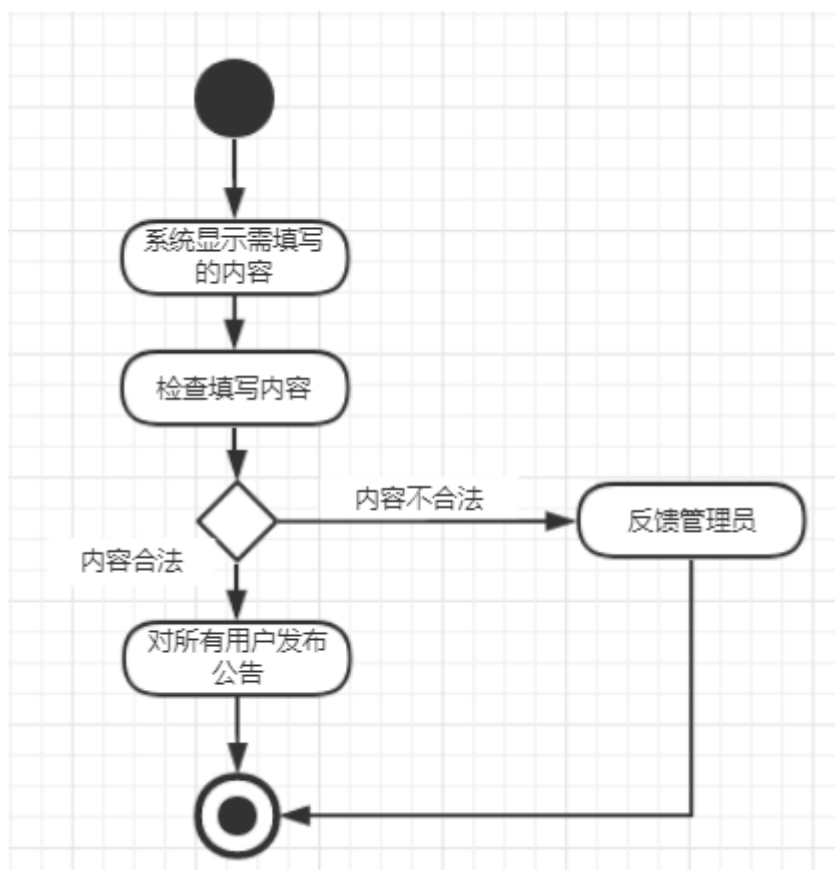 系统显示需填写
的内容
检查填写内容
内容不合法
反馈管理员
内容合法
对所有用户发布
公告